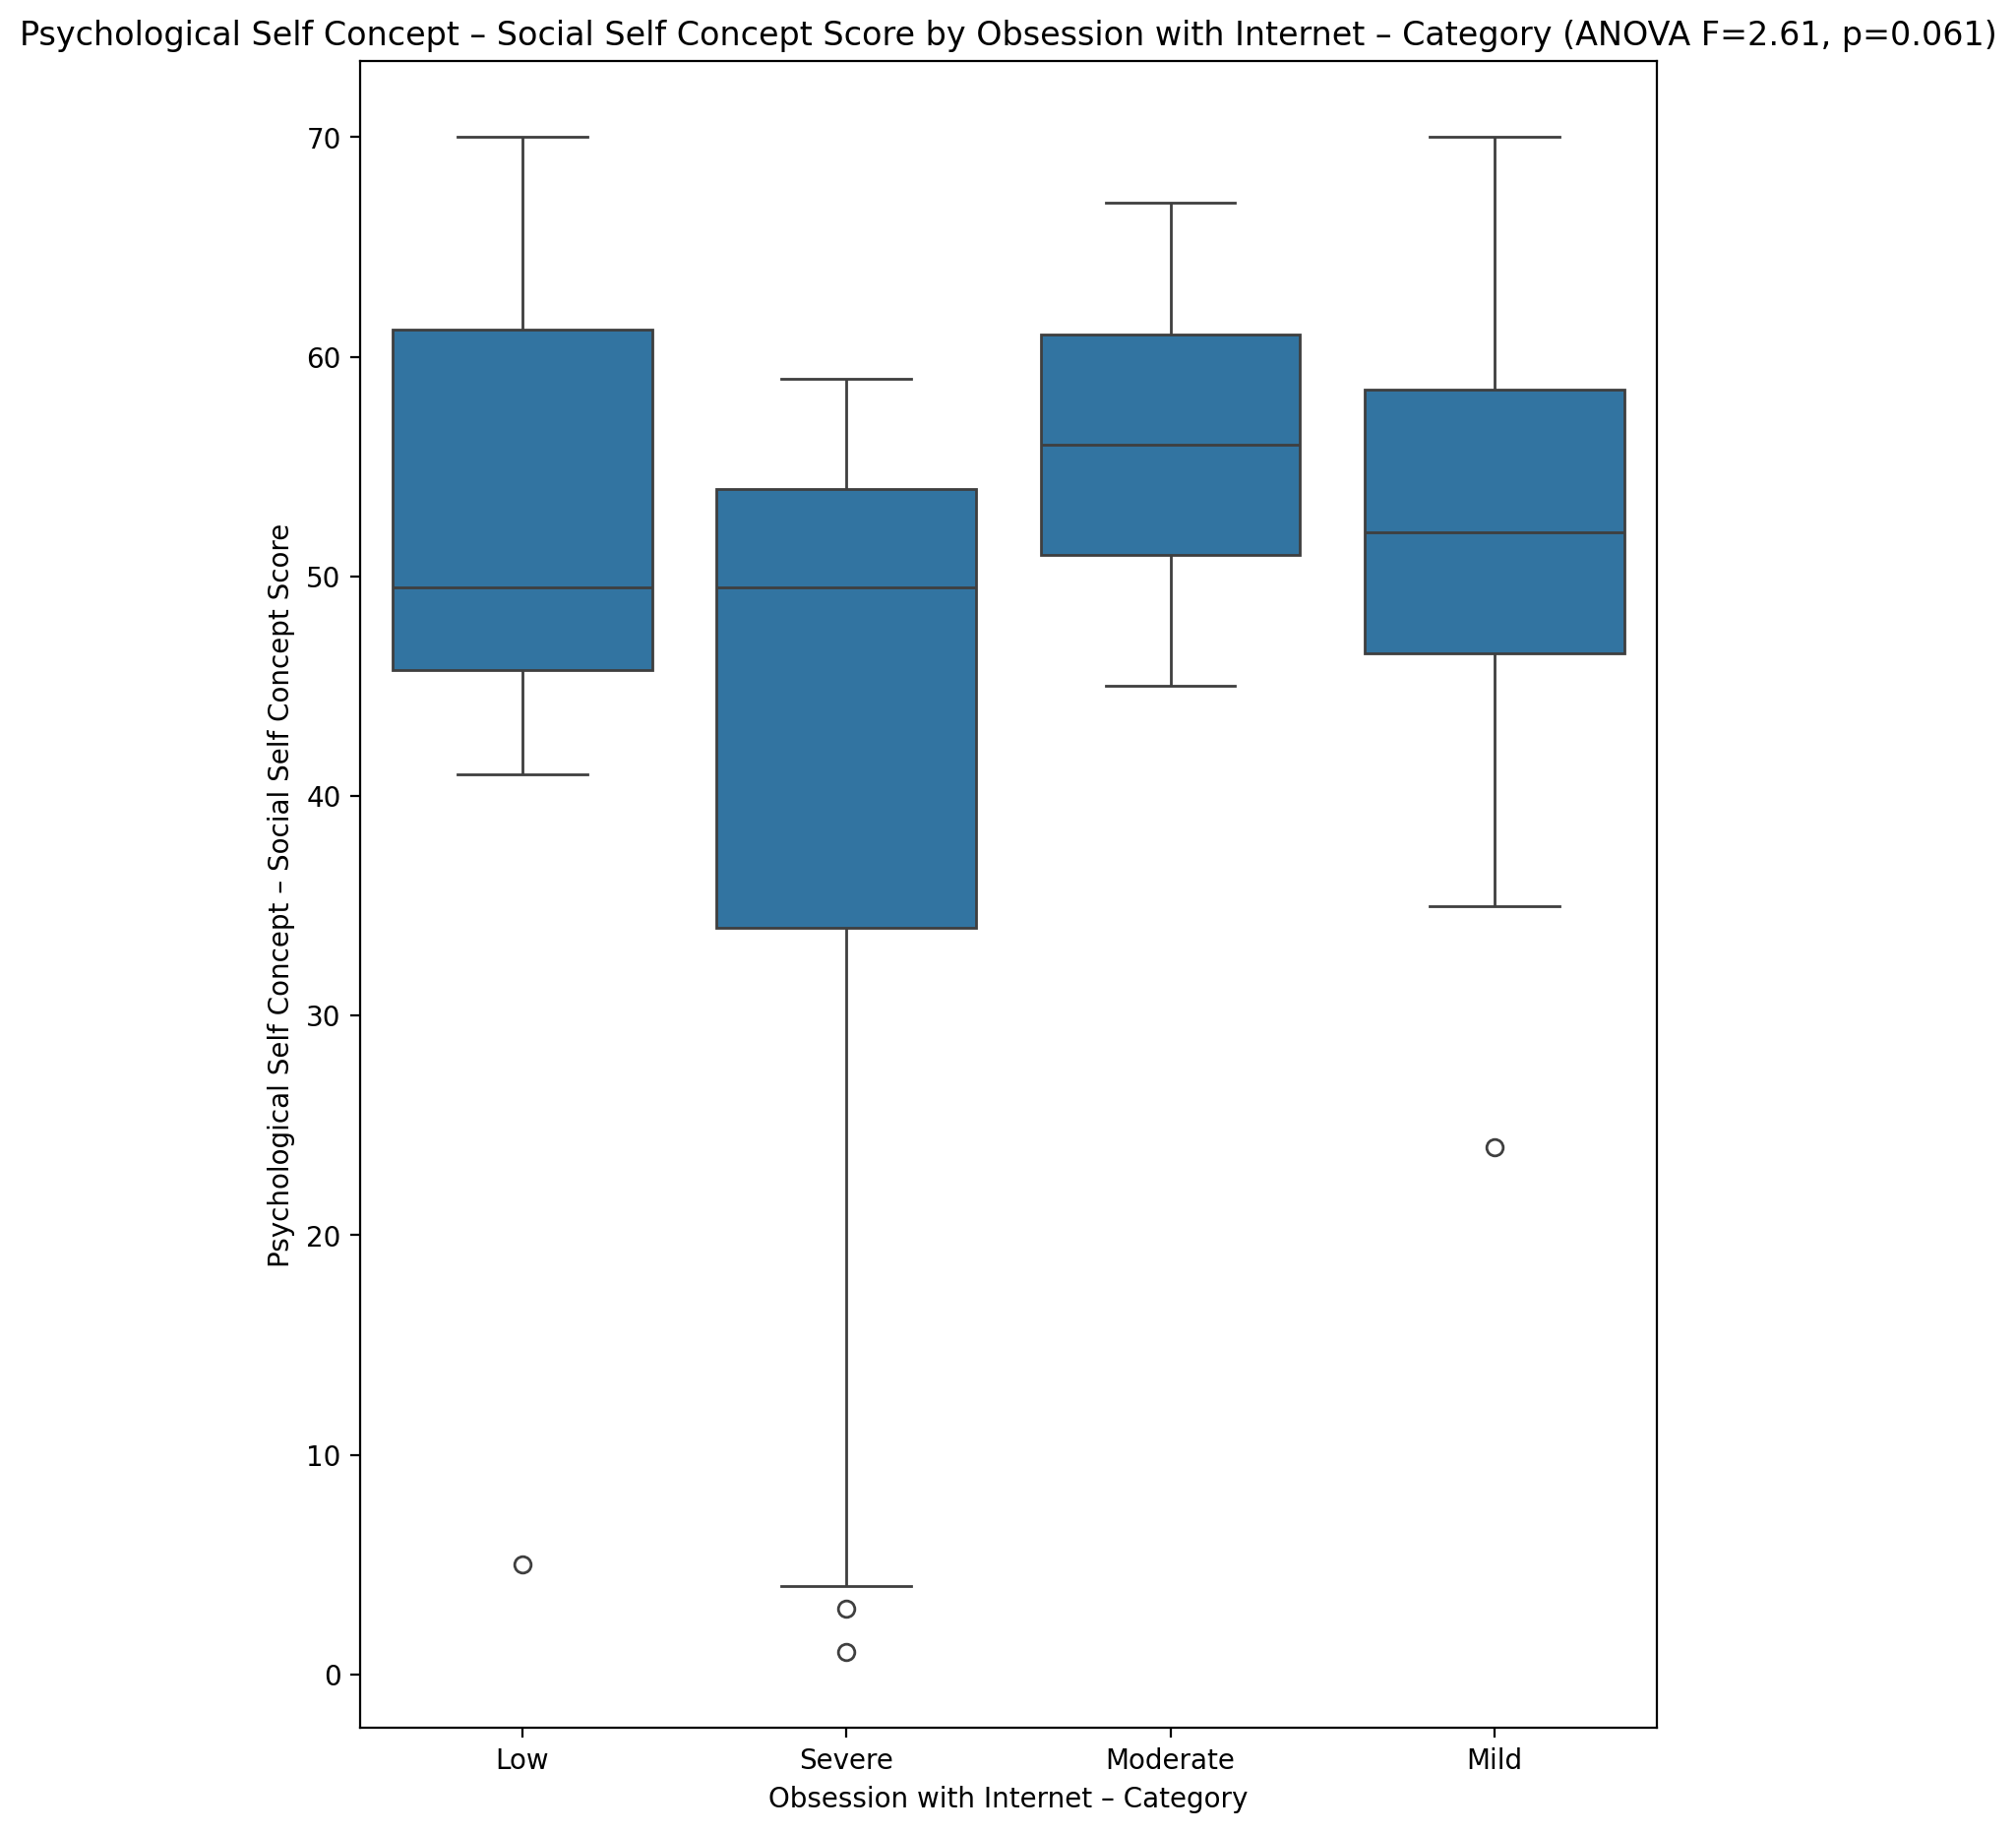 Psychological Self Concept – Social Self Concept Score by Obsession with Internet – Category (ANOVA F=2.61, p=0.061)
Psychological Self Concept – Social Self Concept Score
70
60
50
40
30
20
10
0
Low Severe Moderate Mild
Obsession with Internet – Category